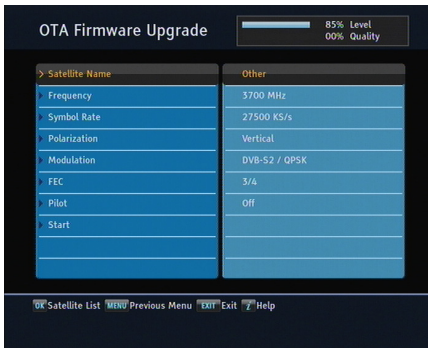 OTA Firmware Upgrade
85% Level
00% Quality
> Satellite Name Other
Frequency 3700 MHz
Symbol Rate 27500 KS/s
Polarization Vertical
Modulation DVB-S2 / QPSK
FEC 3/4
Pilot Off
Start
OK Satellite List MENU Previous Menu EXIT Exit i Help